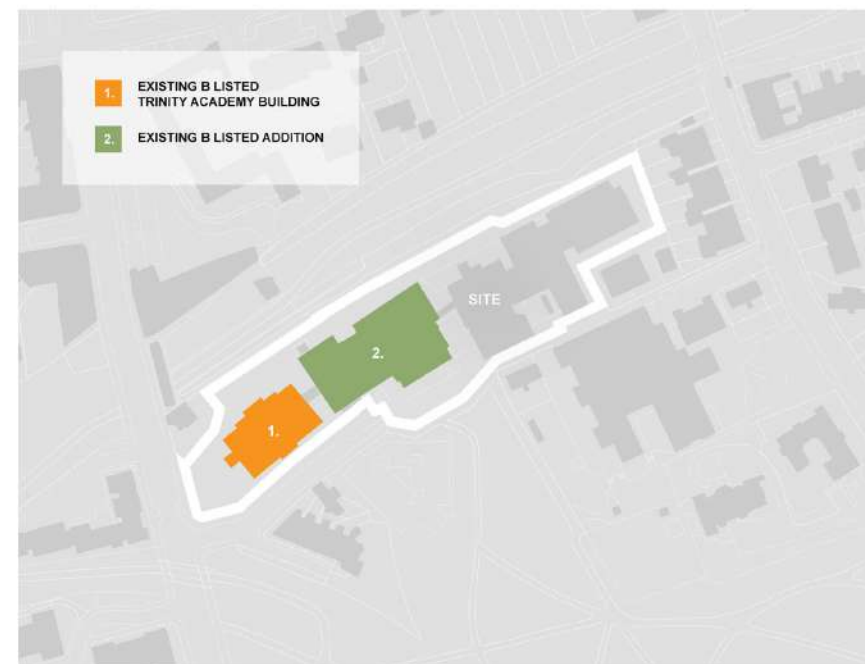 1. EXISTING B LISTED
TRINITY ACADEMY BUILDING
2. EXISTING B LISTED ADDITION
SITE
2.
1.